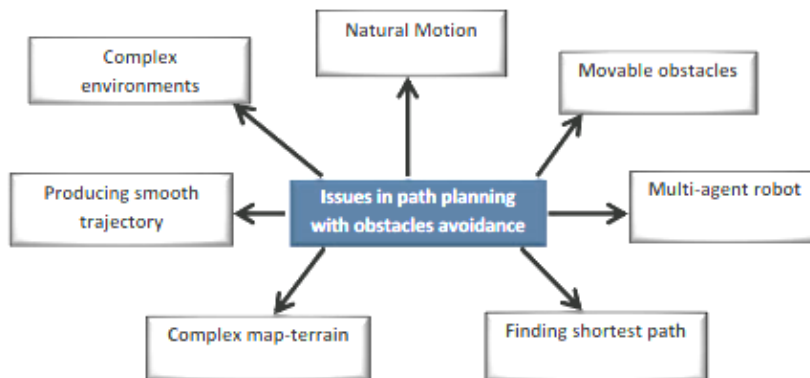 Natural Motion
Complex
environments
Movable obstacles
Producing smooth
trajectory
Issues in path planning
with obstacles avoidance
Multi-agent robot
Complex map-terrain
Finding shortest path